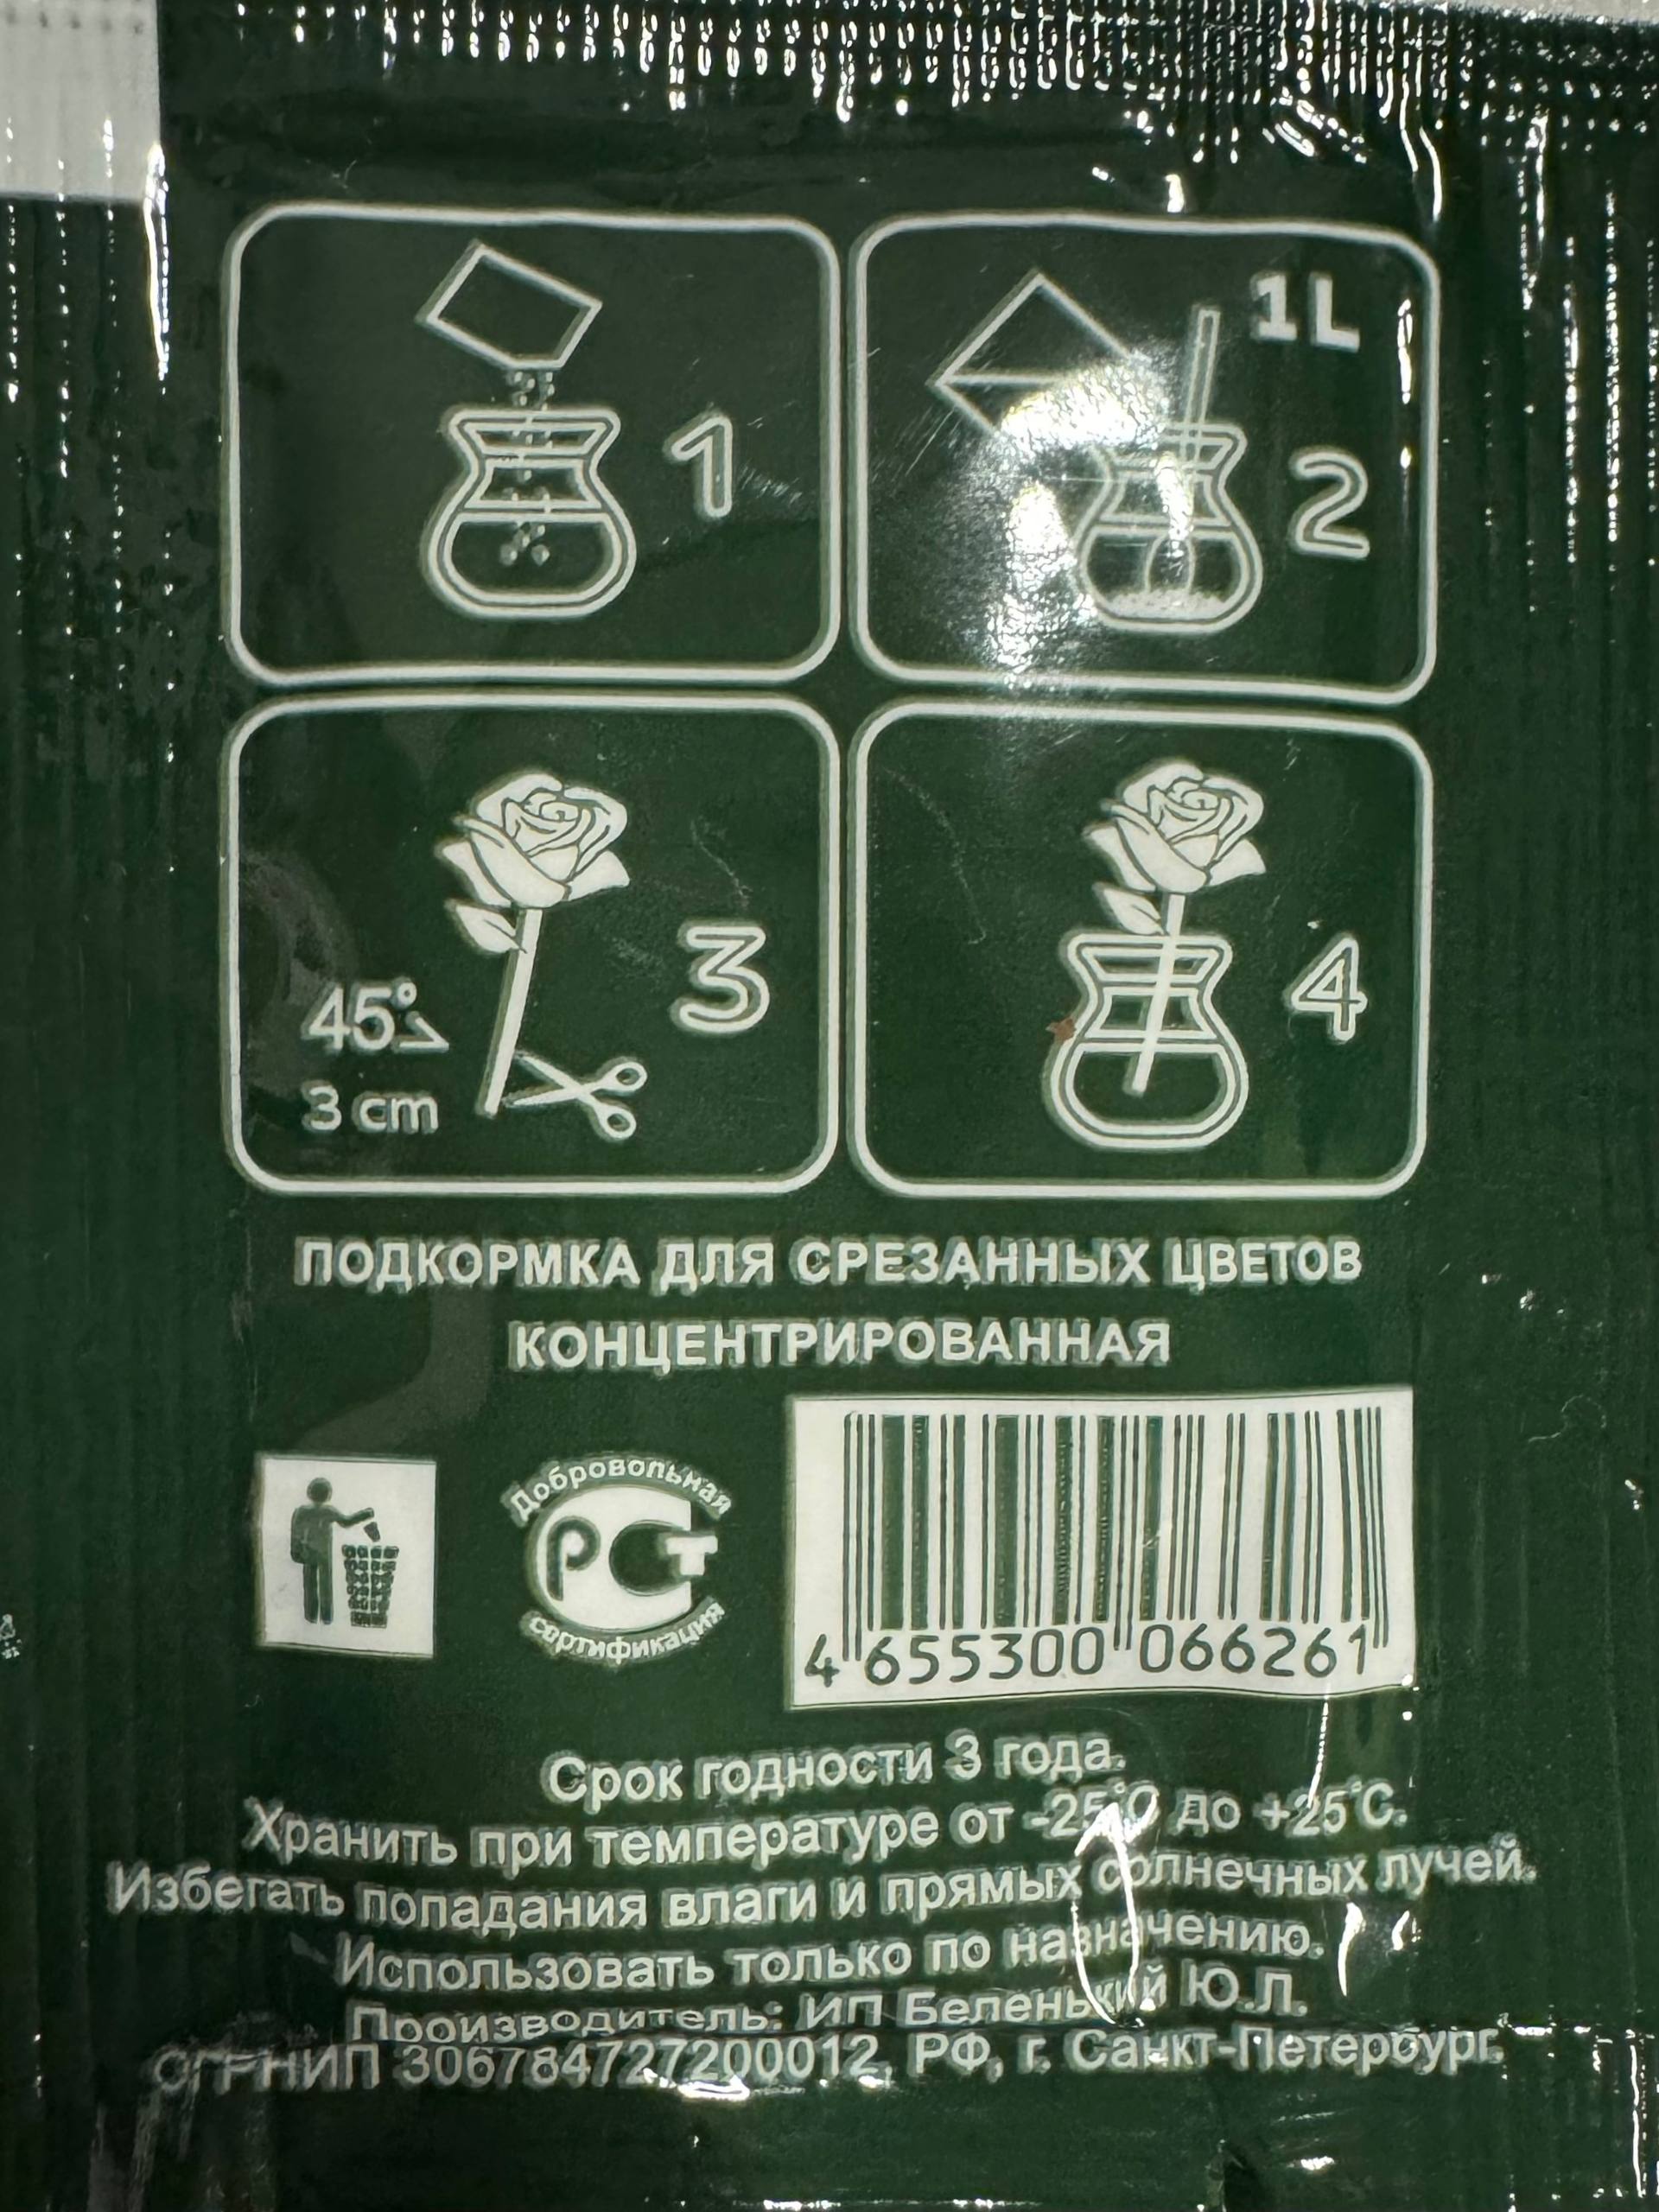 1
1L
2
45°
3 cm
3
4
ПОДКОРМКА ДЛЯ СРЕЗАННЫХ ЦВЕТОВ
КОНЦЕНТРИРОВАННАЯ
Добровольная
РСТ
сертификация
4 655300 066261
Срок годности 3 года.
Хранить при температуре от -25°C до +25°C.
Избегать попадания влаги и прямых солнечных лучей.
Использовать только по назначению.
Производитель: ИП Беленький Ю.Л.
ОГРНИП 306784727200012, РФ, г. Санкт-Петербург.